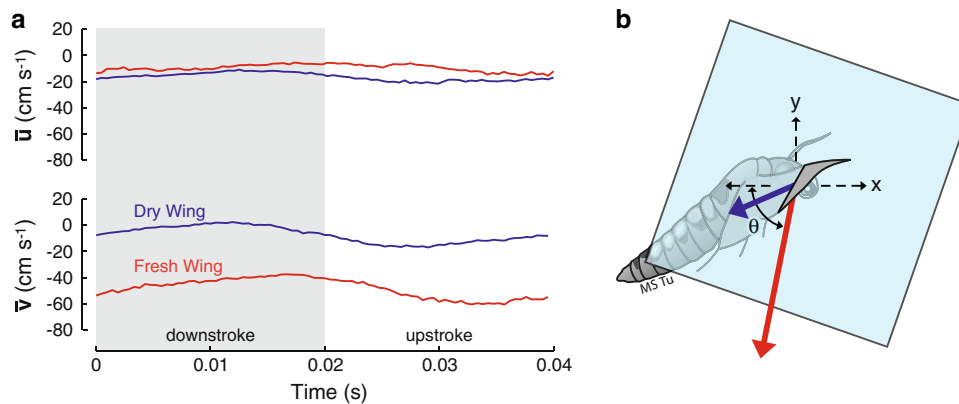 a
20
0
-20
-40
-60
-80
u̅ (cm s⁻¹)
20
0
-20
-40
-60
-80
v̅ (cm s⁻¹)
Dry Wing
Fresh Wing
downstroke
upstroke
0
0.01
0.02
0.03
0.04
Time (s)
b
y
x
θ
MS Tu